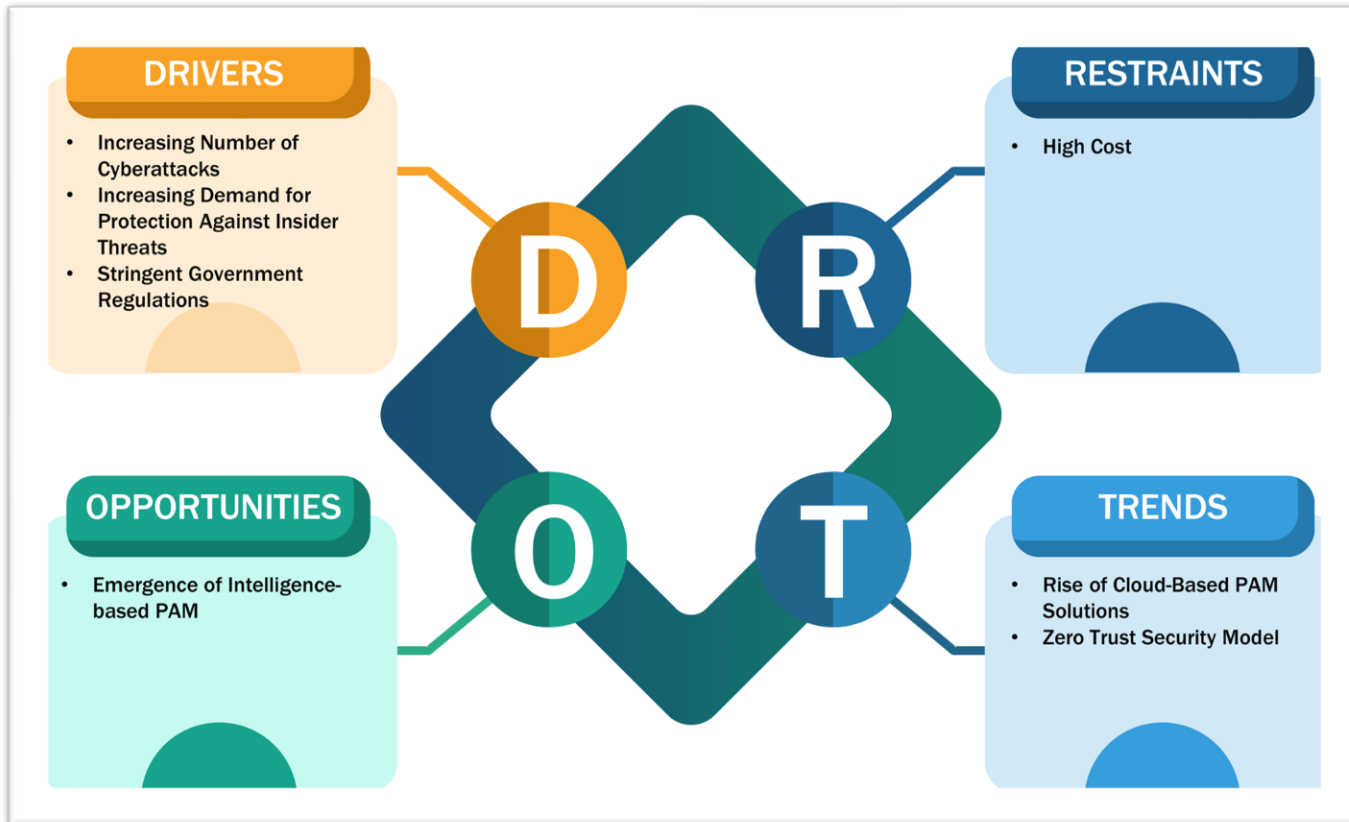 DRIVERS
• Increasing Number of
Cyberattacks
• Increasing Demand for
Protection Against Insider
Threats
• Stringent Government
Regulations
RESTRAINTS
• High Cost
D
R
O
T
OPPORTUNITIES
• Emergence of Intelligence-
based PAM
TRENDS
• Rise of Cloud-Based PAM
Solutions
• Zero Trust Security Model